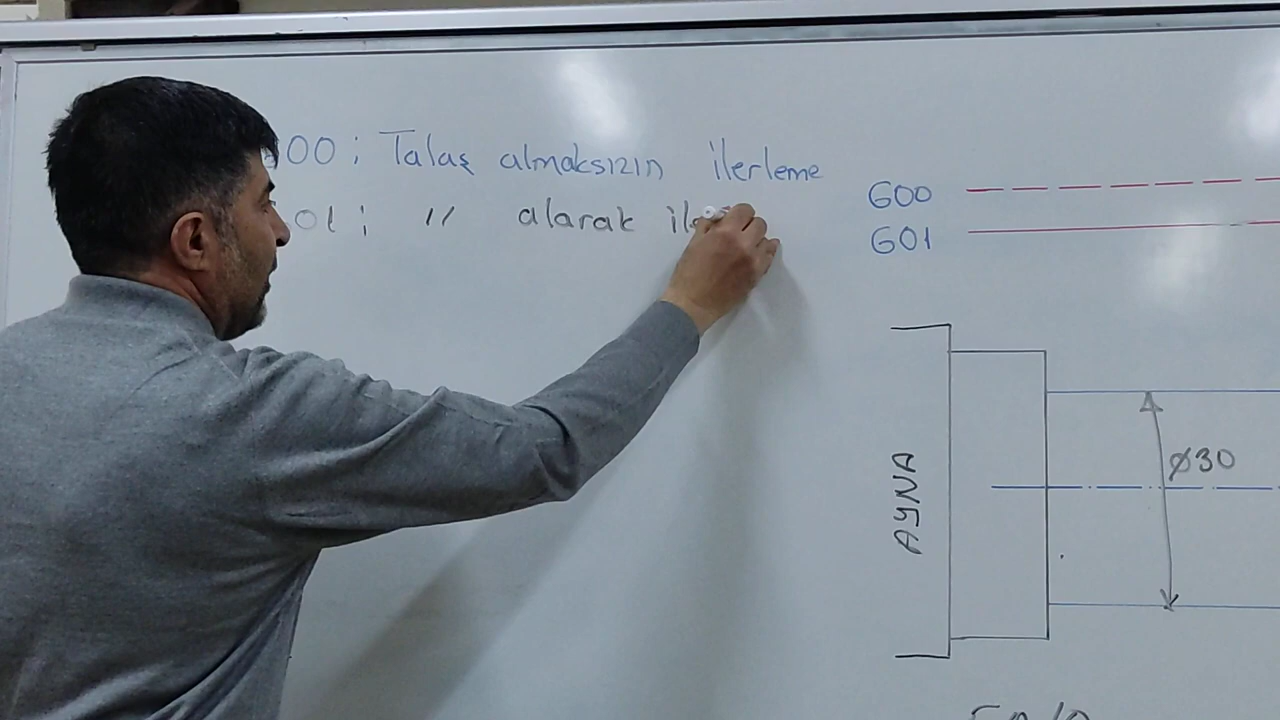 00 ; Talaş almaksızın ilerleme
01 ; " alarak
G00
G01
AYNA
Ø30